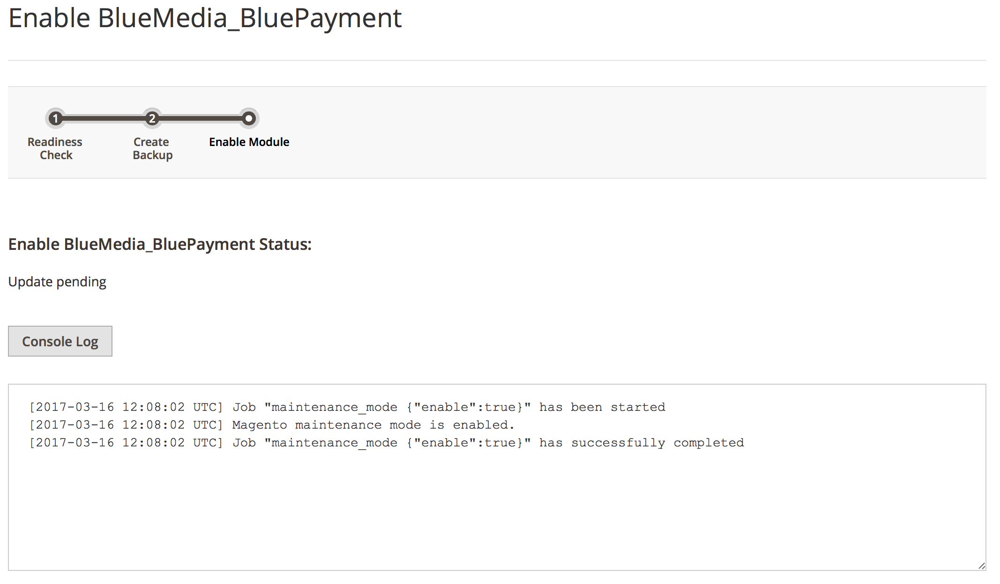 Enable BlueMedia_BluePayment
1 2
Readiness Check
Create Backup
Enable Module
Enable BlueMedia_BluePayment Status:
Update pending
Console Log
[2017-03-16 12:08:02 UTC] Job "maintenance_mode {"enable":true}" has been started
[2017-03-16 12:08:02 UTC] Magento maintenance mode is enabled.
[2017-03-16 12:08:02 UTC] Job "maintenance_mode {"enable":true}" has successfully completed